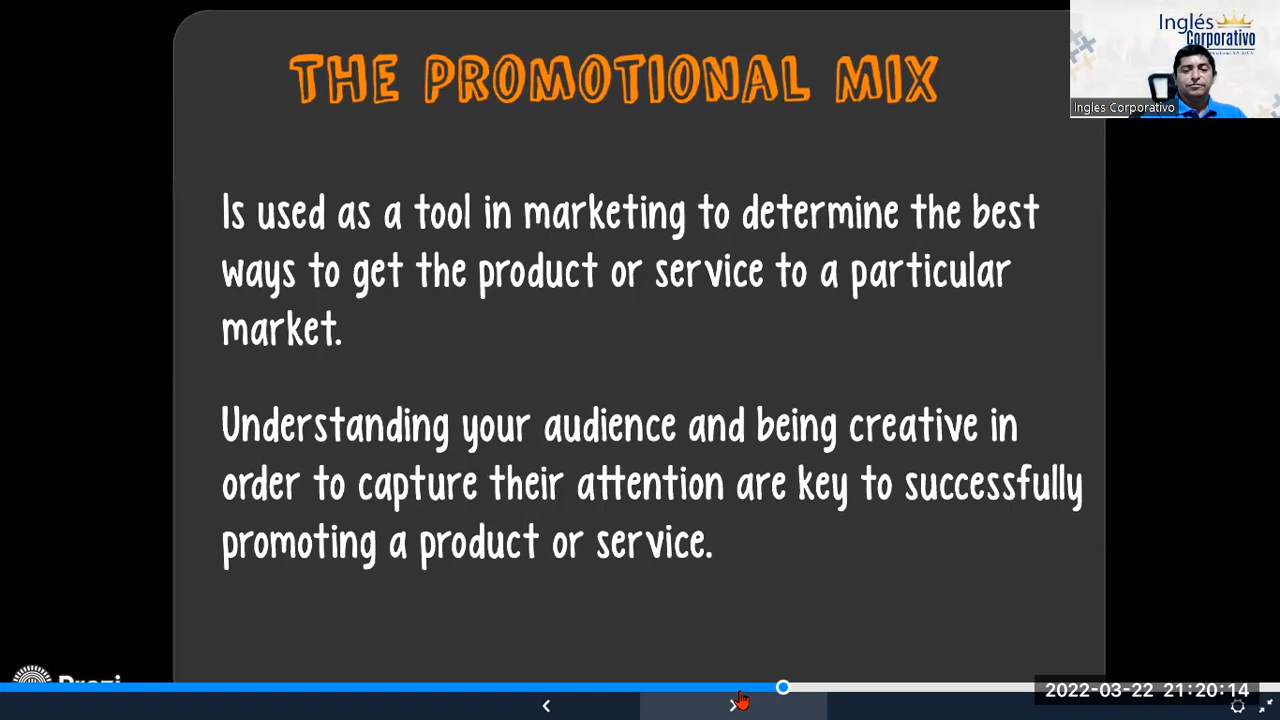 THE PROMOTIONAL MIX
Inglés
Corporativo
Ingles Corporativo
Is used as a tool in marketing to determine the best
ways to get the product or service to a particular
market.
Understanding your audience and being creative in
order to capture their attention are key to successfully
promoting a product or service.
Prezi
2022-03-22 21:20:14